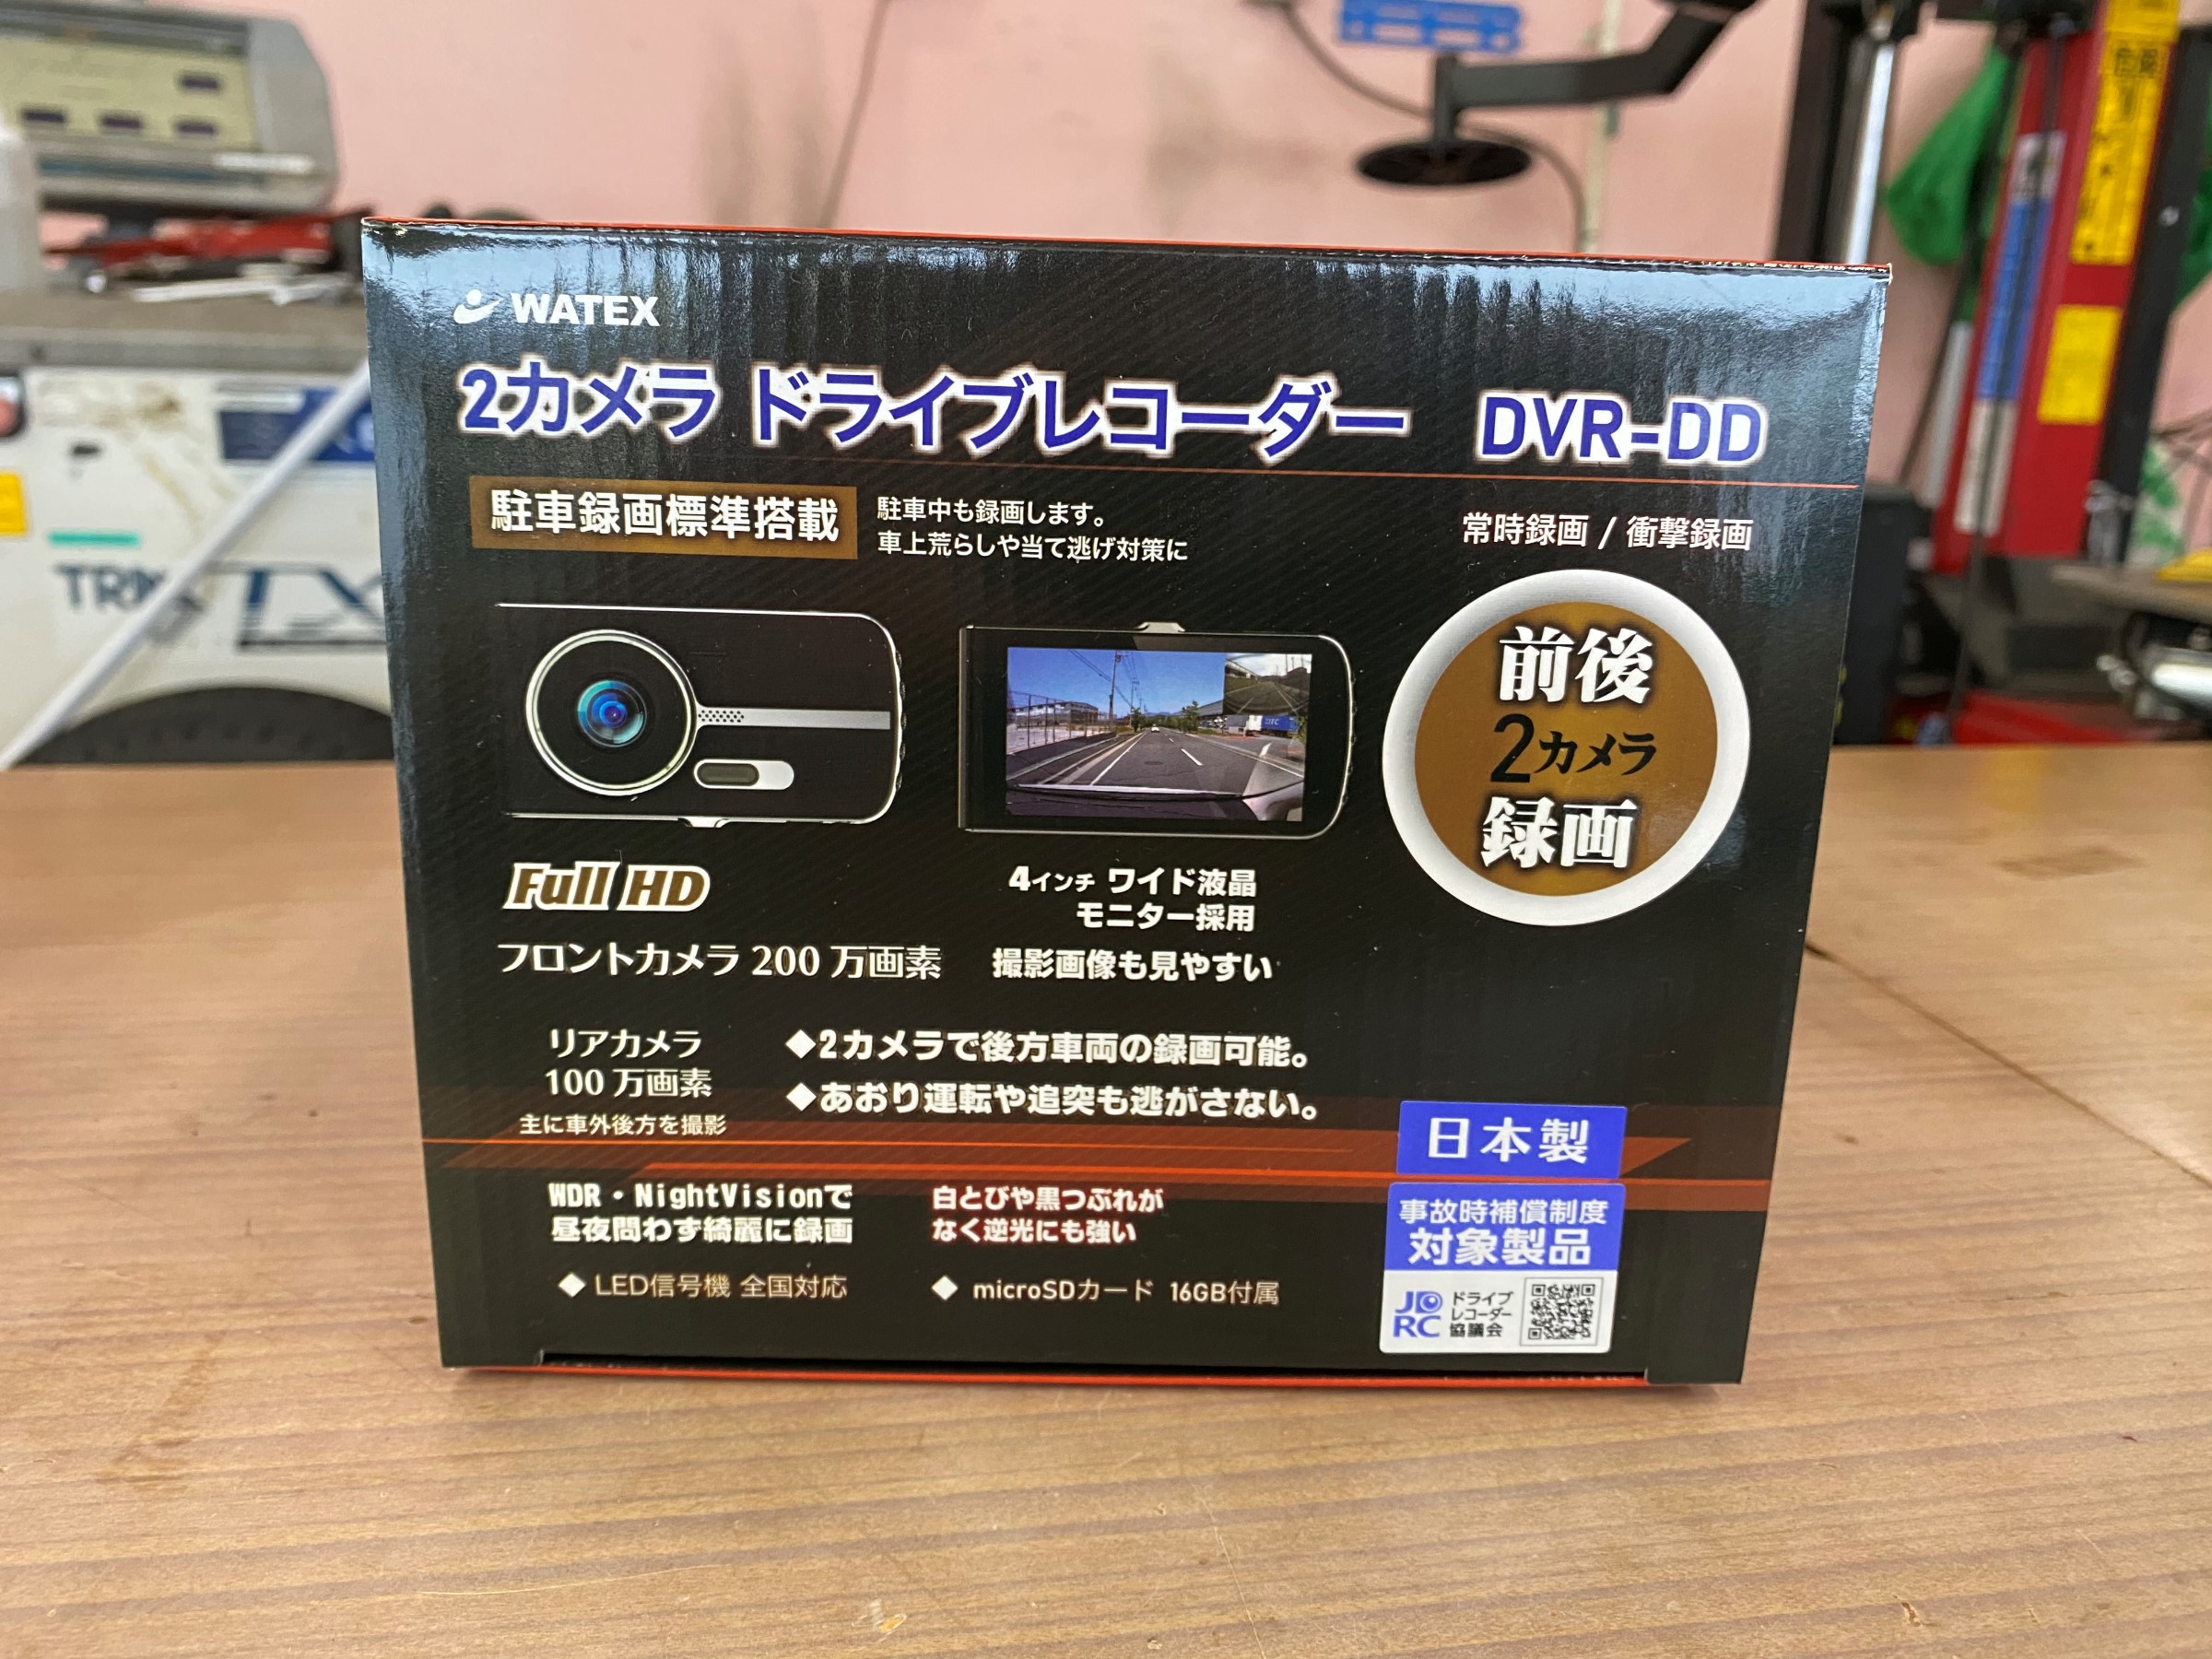 WATEX
2カメラ ドライブレコーダー DVR-DD
駐車録画標準搭載
駐車中も録画します。
車上荒らしや当て逃げ対策に
常時録画 / 衝撃録画
前後
2カメラ
録画
Full HD
フロントカメラ 200 万画素
4インチ ワイド液晶
モニター採用
撮影画像も見やすい
リアカメラ
100 万画素
主に車外後方を撮影
◆2カメラで後方車両の録画可能。
◆あおり運転や追突も逃がさない。
日本製
WDR・NightVisionで
昼夜問わず綺麗に録画
白とびや黒つぶれが
なく逆光にも強い
◆ LED信号機 全国対応
◆ microSDカード 16GB付属
事故時補償制度
対象製品
JDRC
ドライブ
レコーダー
協議会